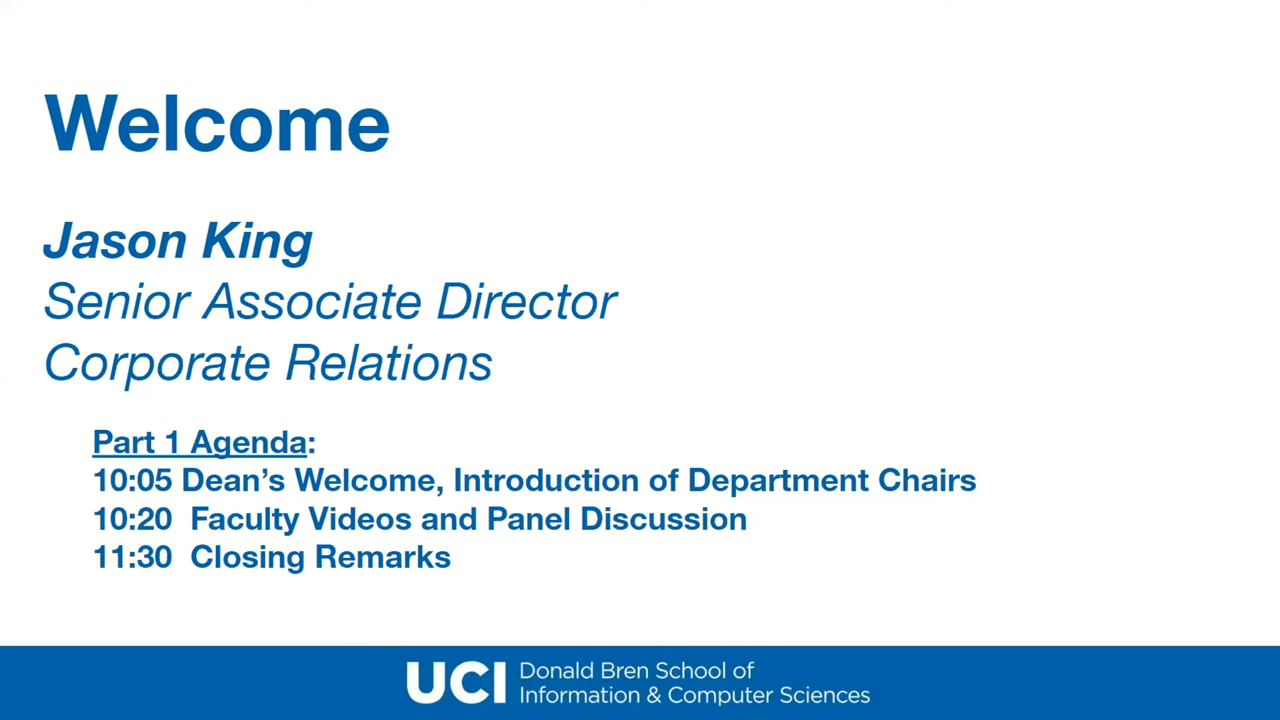 Welcome
Jason King
Senior Associate Director
Corporate Relations
Part 1 Agenda:
10:05 Dean’s Welcome, Introduction of Department Chairs
10:20 Faculty Videos and Panel Discussion
11:30 Closing Remarks
UCI
Donald Bren School of
Information & Computer Sciences